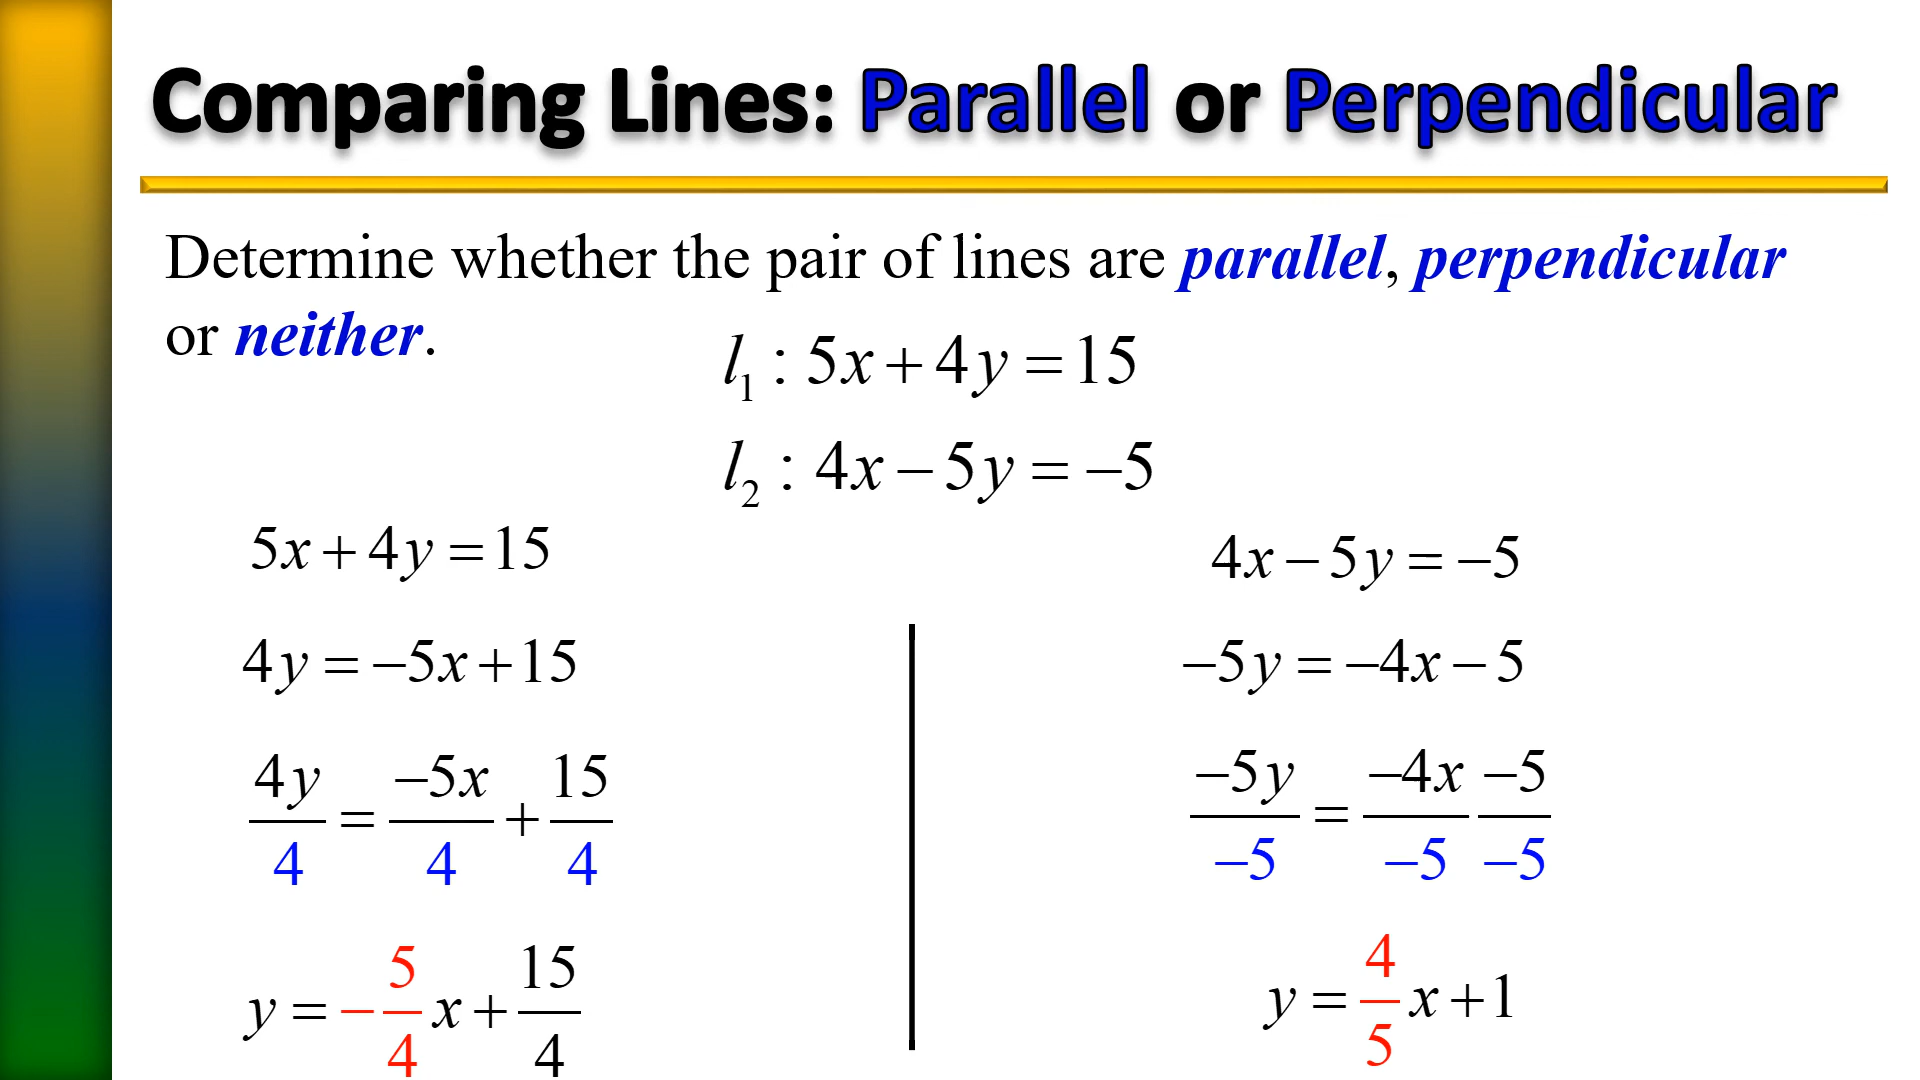 Comparing Lines: Parallel or Perpendicular
Determine whether the pair of lines are parallel, perpendicular
or neither.
l₁ : 5x + 4y = 15
l₂ : 4x − 5y = −5
5x + 4y = 15
4y = −5x + 15
4y/4 = −5x/4 + 15/4
y = −5/4 x + 15/4
4x − 5y = −5
−5y = −4x − 5
−5y/−5 = −4x/−5 −5/−5
y = 4/5 x + 1